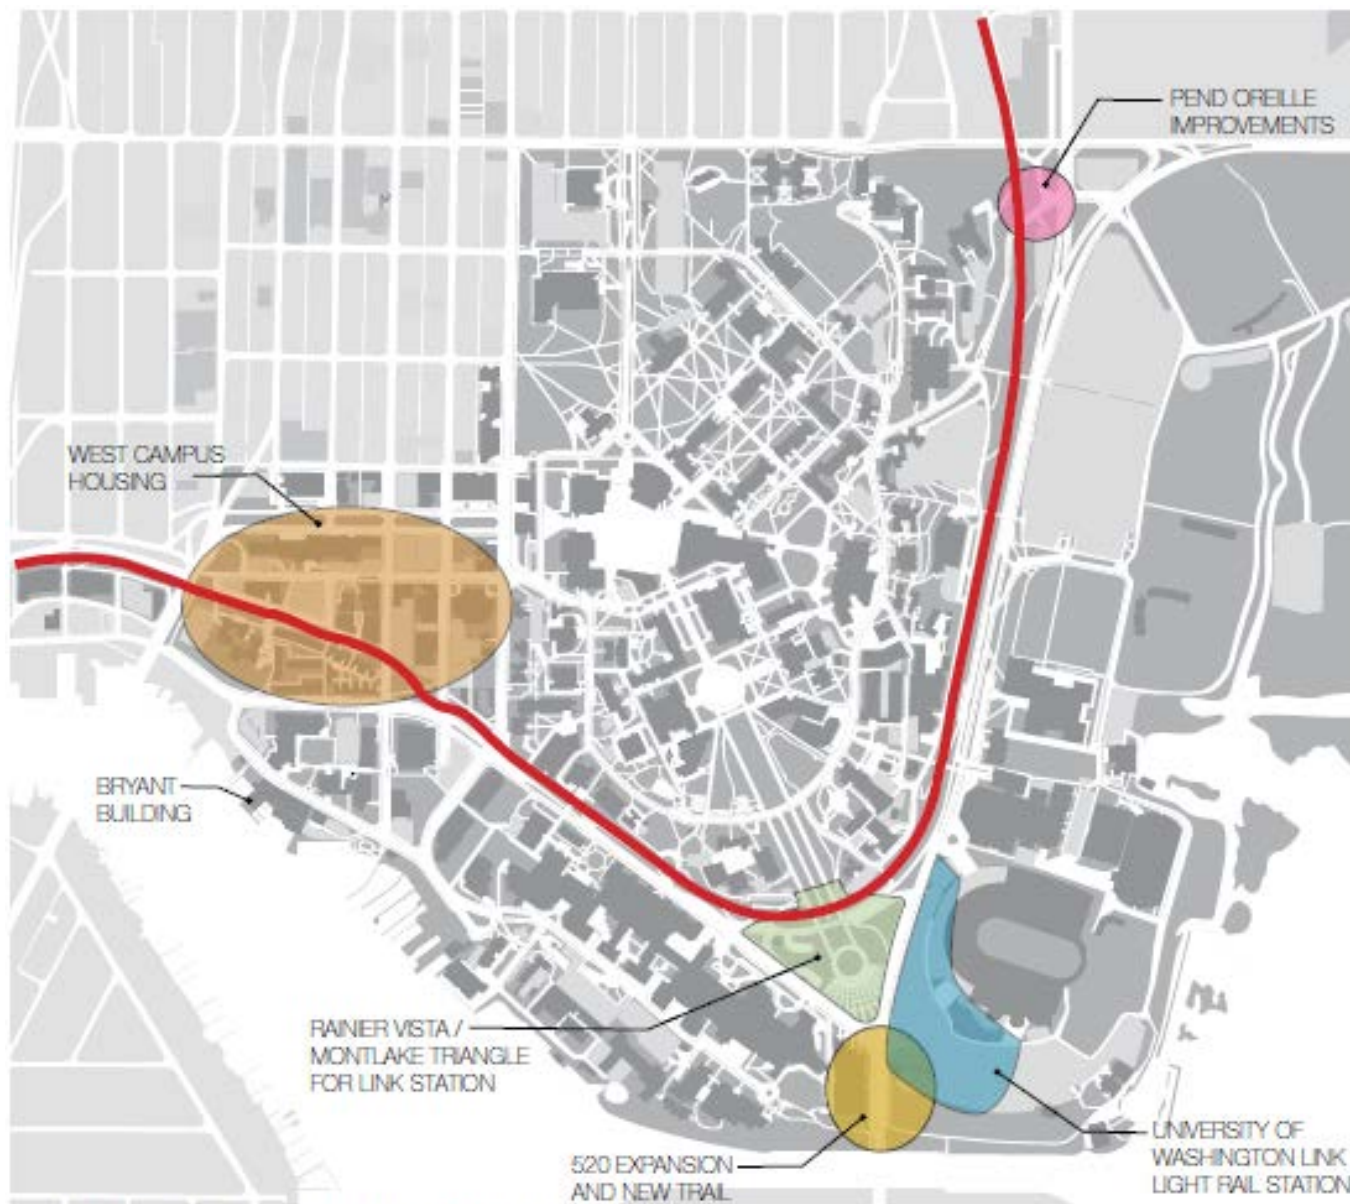 PEND OREILLE
IMPROVEMENTS
WEST CAMPUS
HOUSING
BRYANT
BUILDING
RAINIER VISTA /
MONTLAKE TRIANGLE
FOR LINK STATION
520 EXPANSION
AND NEW TRAIL
UNIVERSITY OF
WASHINGTON LINK
LIGHT RAIL STATION